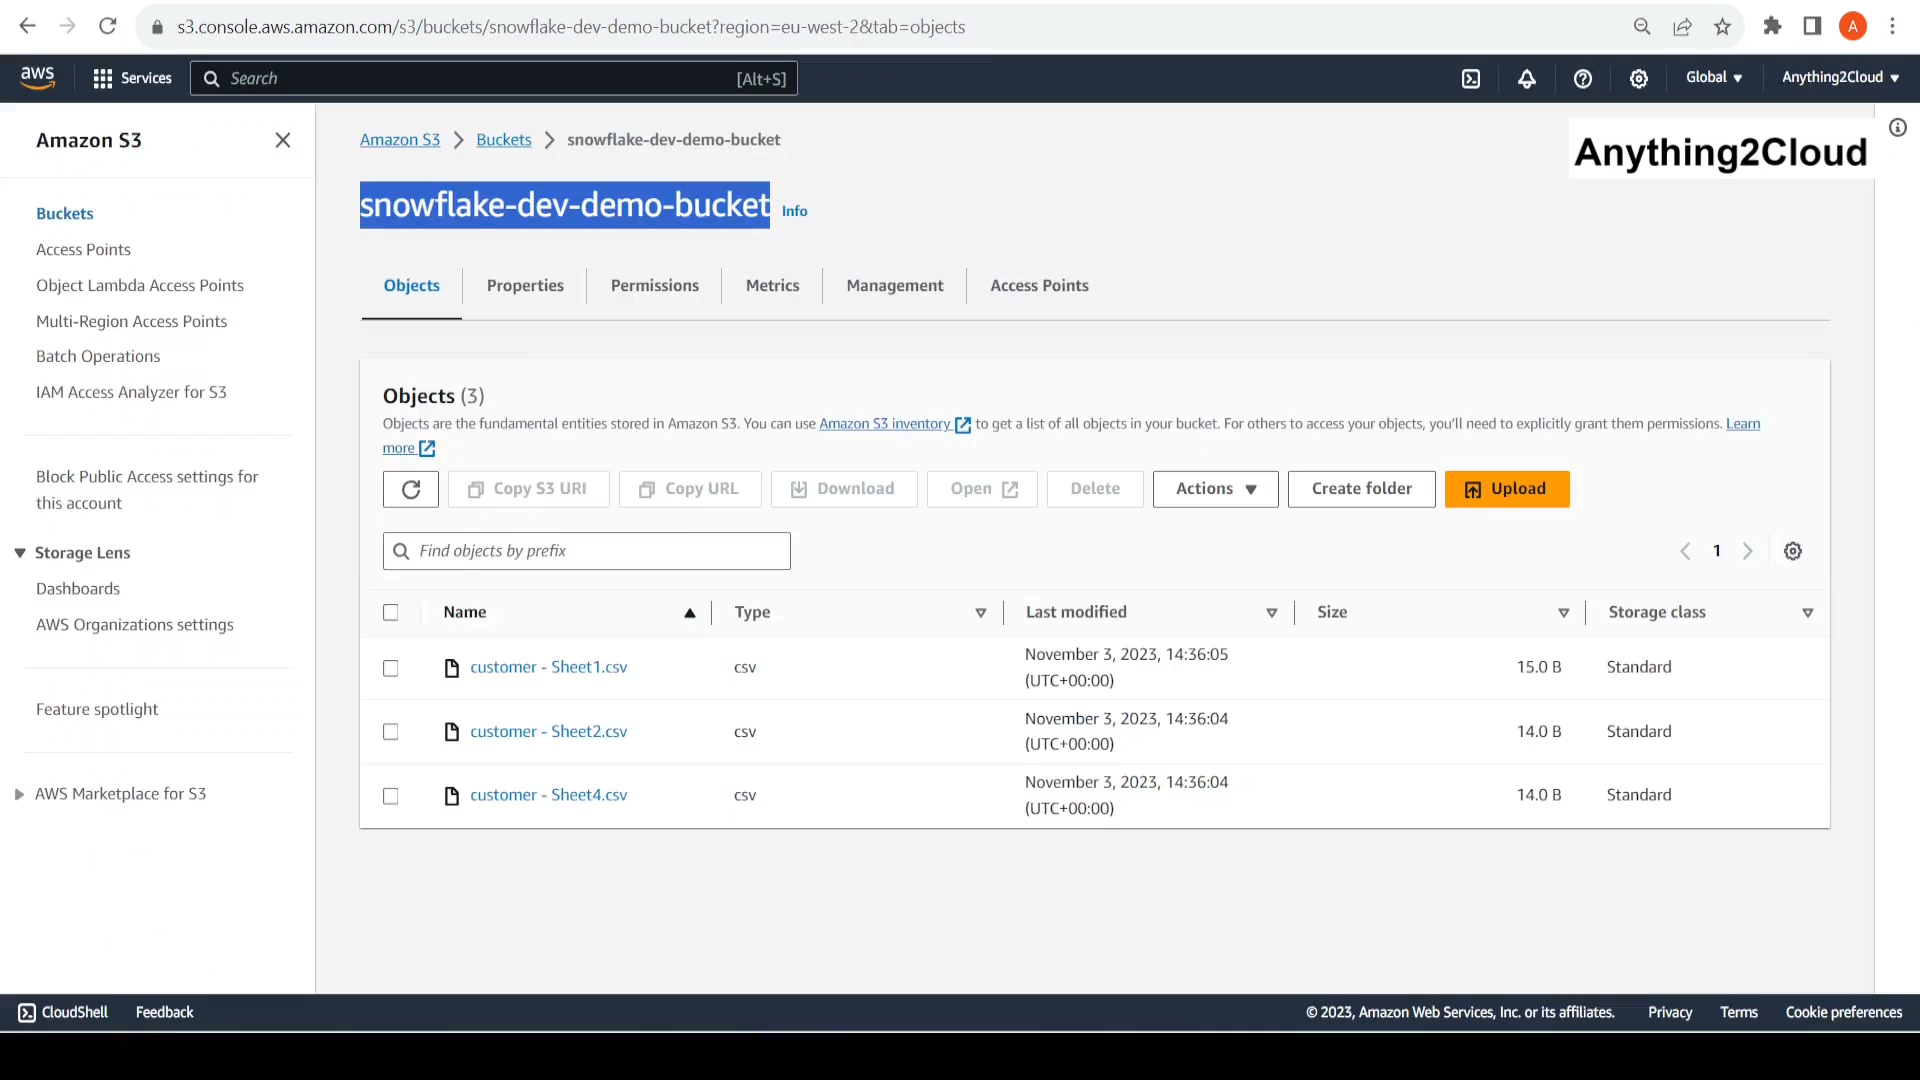 s3.console.aws.amazon.com/s3/buckets/snowflake-dev-demo-bucket?region=eu-west-2&tab=objects
A
aws
Services
Search
[Alt+S]
Global
Anything2Cloud
Amazon S3
Buckets
Access Points
Object Lambda Access Points
Multi-Region Access Points
Batch Operations
IAM Access Analyzer for S3
Block Public Access settings for
this account
Storage Lens
Dashboards
AWS Organizations settings
Feature spotlight
AWS Marketplace for S3
Amazon S3 Buckets snowflake-dev-demo-bucket
Anything2Cloud
snowflake-dev-demo-bucket Info
Objects Properties Permissions Metrics Management Access Points
Objects (3)
Objects are the fundamental entities stored in Amazon S3. You can use Amazon S3 inventory to get a list of all objects in your bucket. For others to access your objects, you'll need to explicitly grant them permissions. Learn
more
Copy S3 URI Copy URL Download Open Delete Actions Create folder Upload
Find objects by prefix
1
Name Type Last modified Size Storage class
customer - Sheet1.csv csv November 3, 2023, 14:36:05 15.0 B Standard
(UTC+00:00)
customer - Sheet2.csv csv November 3, 2023, 14:36:04 14.0 B Standard
(UTC+00:00)
customer - Sheet4.csv csv November 3, 2023, 14:36:04 14.0 B Standard
(UTC+00:00)
CloudShell Feedback © 2023, Amazon Web Services, Inc. or its affiliates. Privacy Terms Cookie preferences